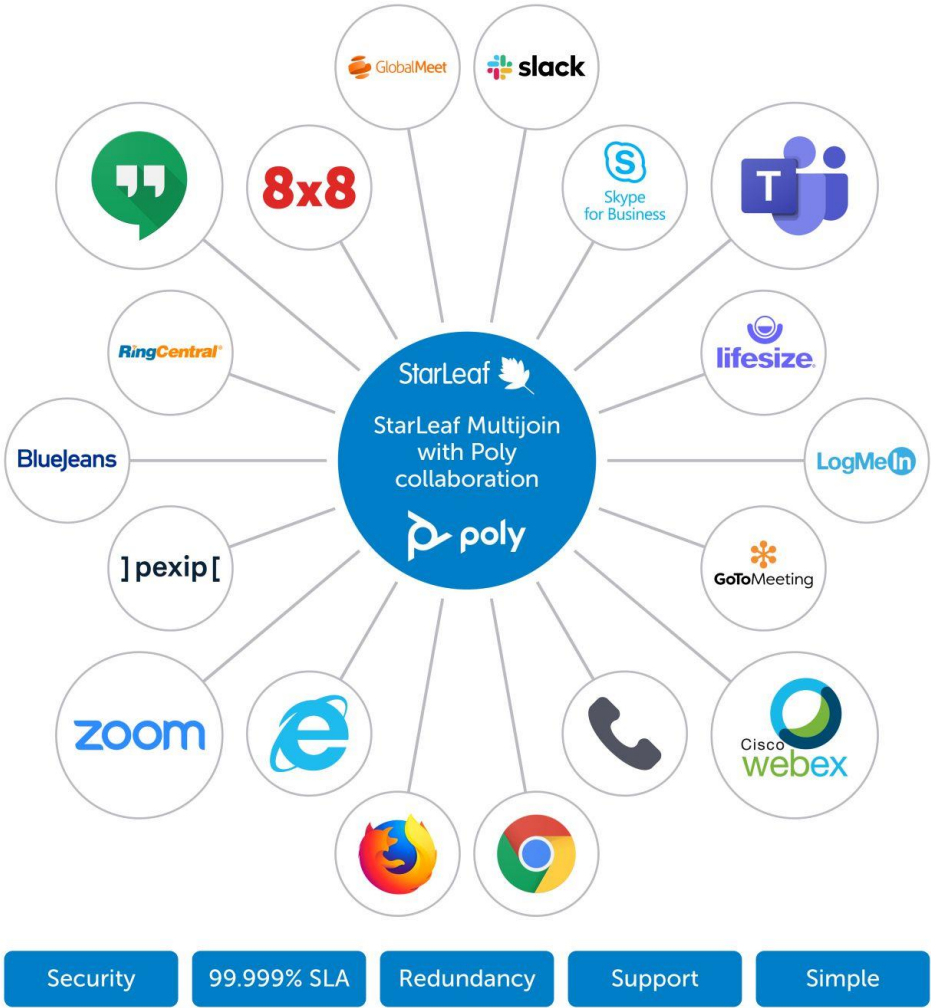 GlobalMeet
slack
8x8
Skype
for Business
T
RingCentral®
lifesize®
StarLeaf
StarLeaf Multijoin
with Poly
collaboration
poly
BlueJeans
LogMeIn
]pexip[
GoToMeeting
zoom
Cisco
webex
Security
99.999% SLA
Redundancy
Support
Simple